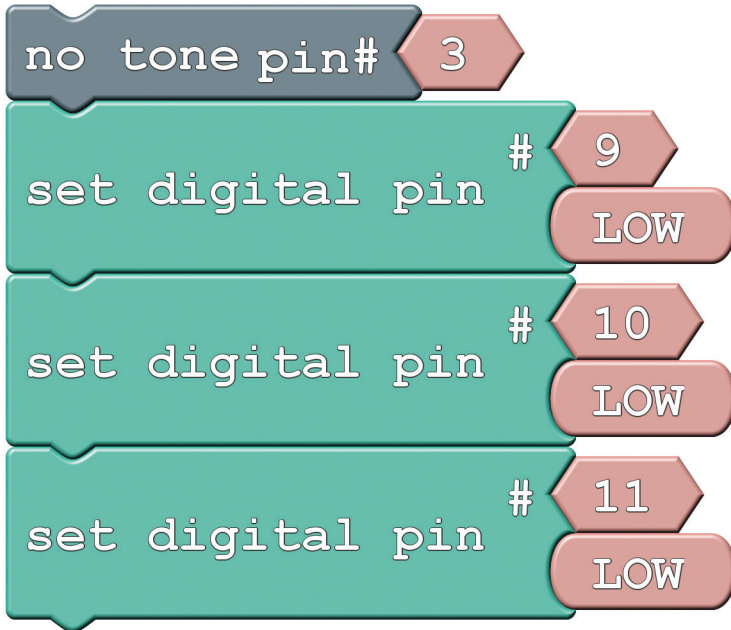 no tone pin# 3
# 9
set digital pin
LOW
# 10
set digital pin
LOW
# 11
set digital pin
LOW